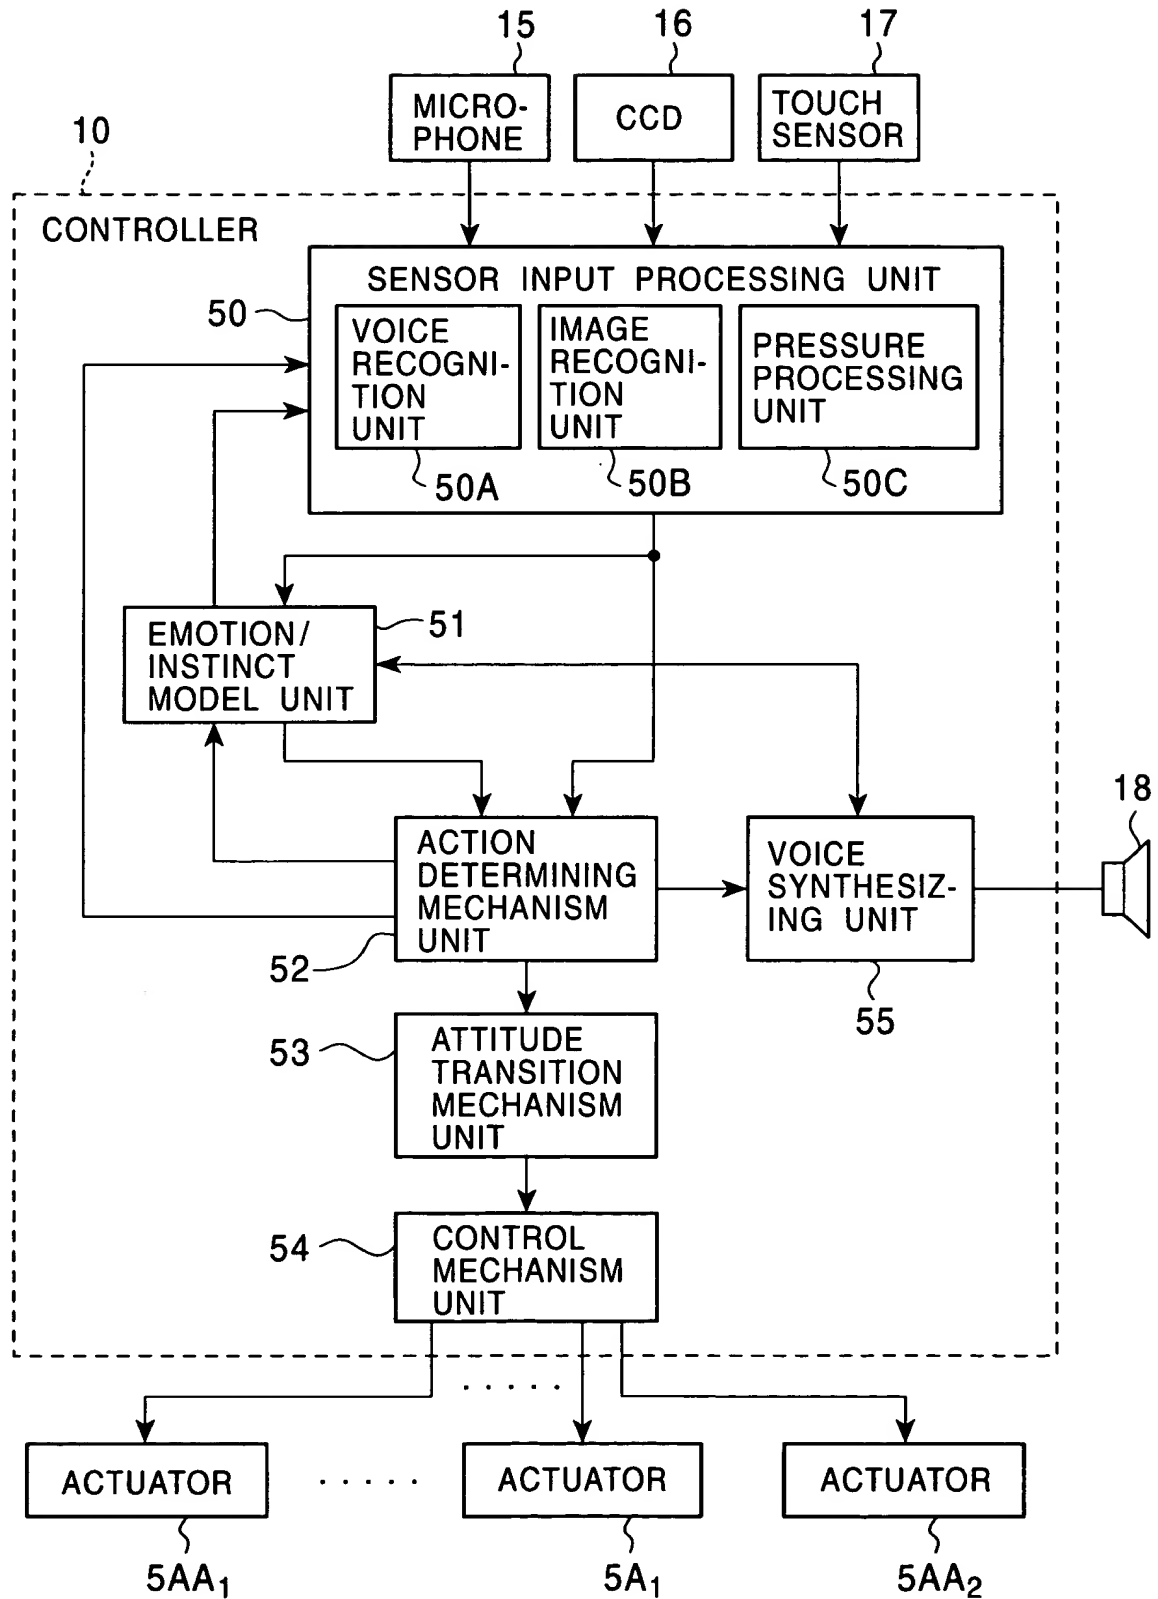 15
16
17
MICRO-
PHONE
CCD
TOUCH
SENSOR
10
CONTROLLER
SENSOR INPUT PROCESSING UNIT
50
VOICE
RECOGNI-
TION
UNIT
IMAGE
RECOGNI-
TION
UNIT
PRESSURE
PROCESSING
UNIT
50A
50B
50C
EMOTION/
INSTINCT
MODEL UNIT
51
ACTION
DETERMINING
MECHANISM
UNIT
52
VOICE
SYNTHESIZ-
ING UNIT
55
18
53
ATTITUDE
TRANSITION
MECHANISM
UNIT
54
CONTROL
MECHANISM
UNIT
.....
ACTUATOR
.....
ACTUATOR
ACTUATOR
5AA1
5A1
5AA2